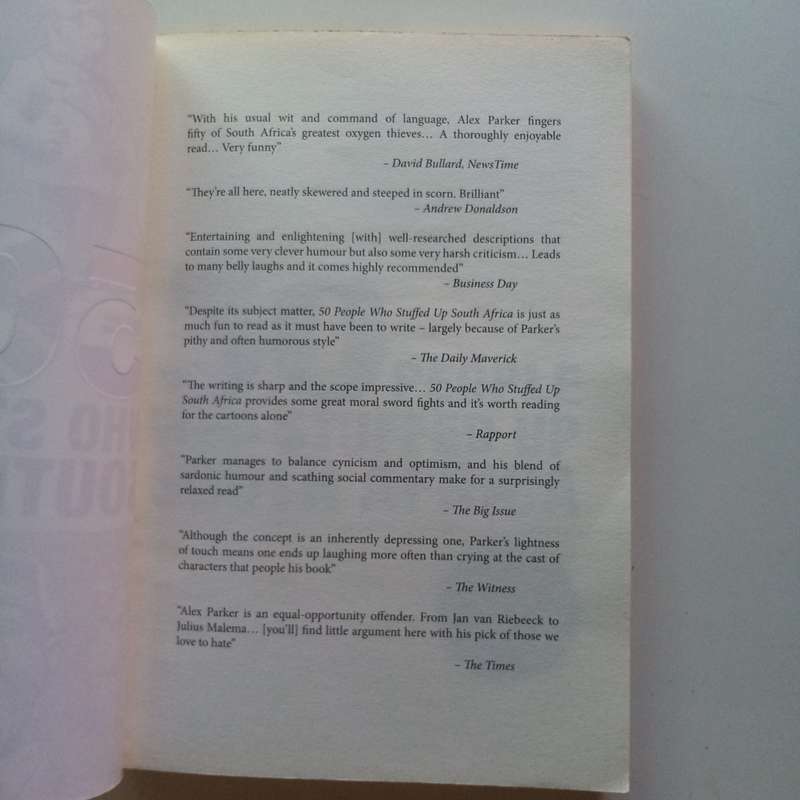 "With his usual wit and command of language, Alex Parker fingers
fifty of South Africa's greatest oxygen thieves… A thoroughly enjoyable
read… Very funny"
– David Bullard, NewsTime
"They're all here, neatly skewered and steeped in scorn. Brilliant"
– Andrew Donaldson
"Entertaining and enlightening [with] well-researched descriptions that
contain some very clever humour but also some very harsh criticism… Leads
to many belly laughs and it comes highly recommended"
– Business Day
"Despite its subject matter, 50 People Who Stuffed Up South Africa is just as
much fun to read as it must have been to write – largely because of Parker's
pithy and often humorous style"
– The Daily Maverick
"The writing is sharp and the scope impressive… 50 People Who Stuffed Up
South Africa provides some great moral sword fights and it's worth reading
for the cartoons alone"
– Rapport
"Parker manages to balance cynicism and optimism, and his blend of
sardonic humour and scathing social commentary make for a surprisingly
relaxed read"
– The Big Issue
"Although the concept is an inherently depressing one, Parker's lightness
of touch means one ends up laughing more often than crying at the cast of
characters that people his book"
– The Witness
"Alex Parker is an equal-opportunity offender. From Jan van Riebeeck to
Julius Malema… [you'll] find little argument here with his pick of those we
love to hate"
– The Times